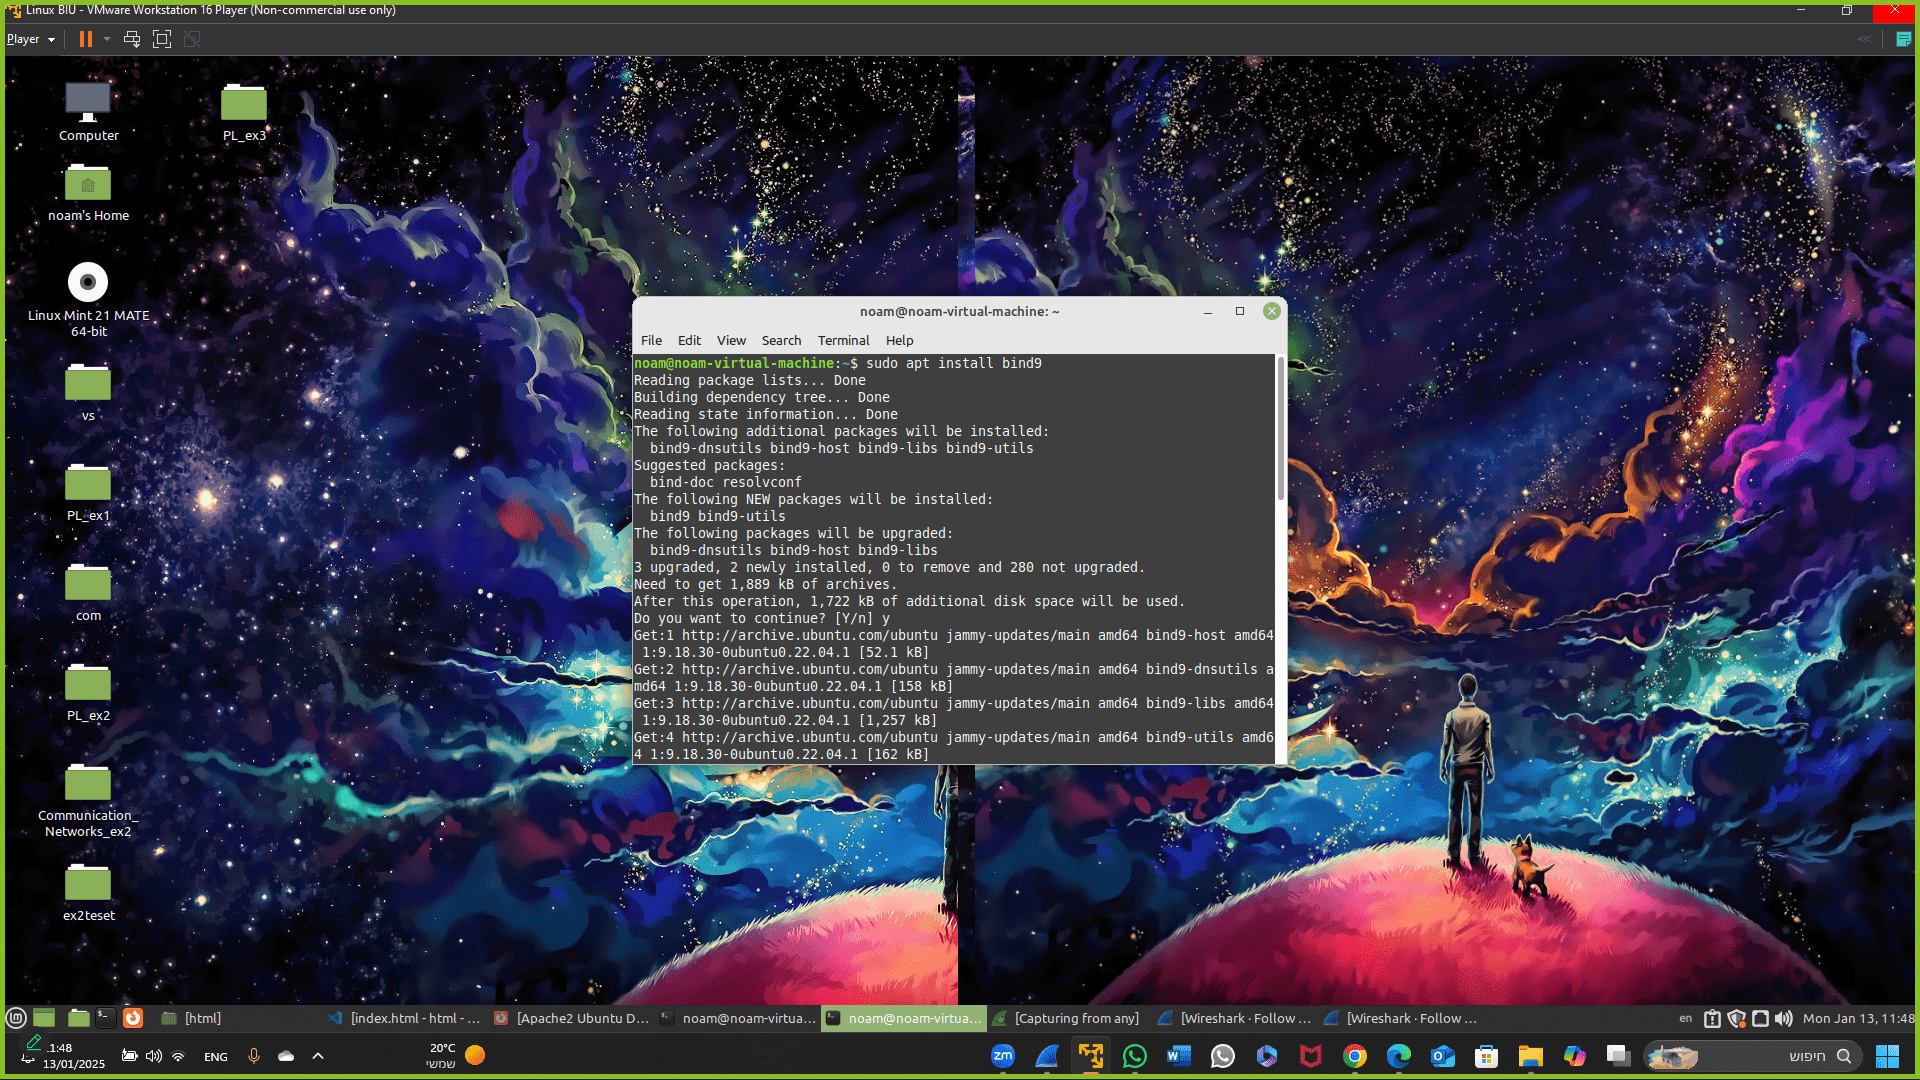 Linux BIU - VMware Workstation 16 Player (Non-commercial use only)
Player
Computer
PL_ex3
noam's Home
Linux Mint 21 MATE
64-bit
vs
PL_ex1
com
PL_ex2
Communication_
Networks_ex2
ex2teset
noam@noam-virtual-machine: ~
File Edit View Search Terminal Help
noam@noam-virtual-machine:~$ sudo apt install bind9
Reading package lists... Done
Building dependency tree... Done
Reading state information... Done
The following additional packages will be installed:
bind9-dnsutils bind9-host bind9-libs bind9-utils
Suggested packages:
bind-doc resolvconf
The following NEW packages will be installed:
bind9 bind9-utils
The following packages will be upgraded:
bind9-dnsutils bind9-host bind9-libs
3 upgraded, 2 newly installed, 0 to remove and 280 not upgraded.
Need to get 1,889 kB of archives.
After this operation, 1,722 kB of additional disk space will be used.
Do you want to continue? [Y/n] y
Get:1 http://archive.ubuntu.com/ubuntu jammy-updates/main amd64 bind9-host amd64
1:9.18.30-0ubuntu0.22.04.1 [52.1 kB]
Get:2 http://archive.ubuntu.com/ubuntu jammy-updates/main amd64 bind9-dnsutils a
md64 1:9.18.30-0ubuntu0.22.04.1 [158 kB]
Get:3 http://archive.ubuntu.com/ubuntu jammy-updates/main amd64 bind9-libs amd64
1:9.18.30-0ubuntu0.22.04.1 [1,257 kB]
Get:4 http://archive.ubuntu.com/ubuntu jammy-updates/main amd64 bind9-utils amd6
4 1:9.18.30-0ubuntu0.22.04.1 [162 kB]
[html] [index.html - html - ... [Apache2 Ubuntu D... noam@noam-virtua... noam@noam-virtua... [Capturing from any] [Wireshark · Follow ... [Wireshark · Follow ... en Mon Jan 13, 11:48
11:48
13/01/2025
ENG
20°C
שמשי
zm
חיפוש